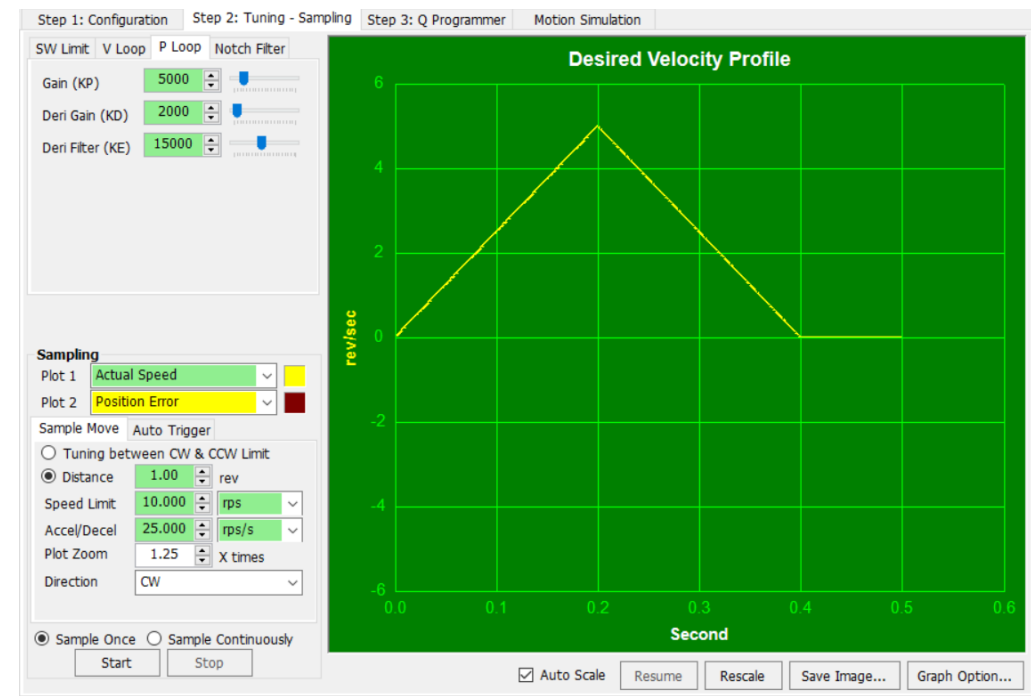 Step 1: Configuration Step 2: Tuning - Sampling Step 3: Q Programmer Motion Simulation
SW Limit V Loop P Loop Notch Filter
Gain (KP) 5000
Deri Gain (KD) 2000
Deri Filter (KE) 15000
Sampling
Plot 1 Actual Speed
Plot 2 Position Error
Sample Move Auto Trigger
Tuning between CW & CCW Limit
Distance 1.00 rev
Speed Limit 10.000 rps
Accel/Decel 25.000 rps/s
Plot Zoom 1.25 X times
Direction CW
Sample Once Sample Continuously
Start Stop
Desired Velocity Profile
6
4
2
0
-2
-4
-6
rev/sec
0.0 0.1 0.2 0.3 0.4 0.5 0.6
Second
Auto Scale Resume Rescale Save Image... Graph Option...